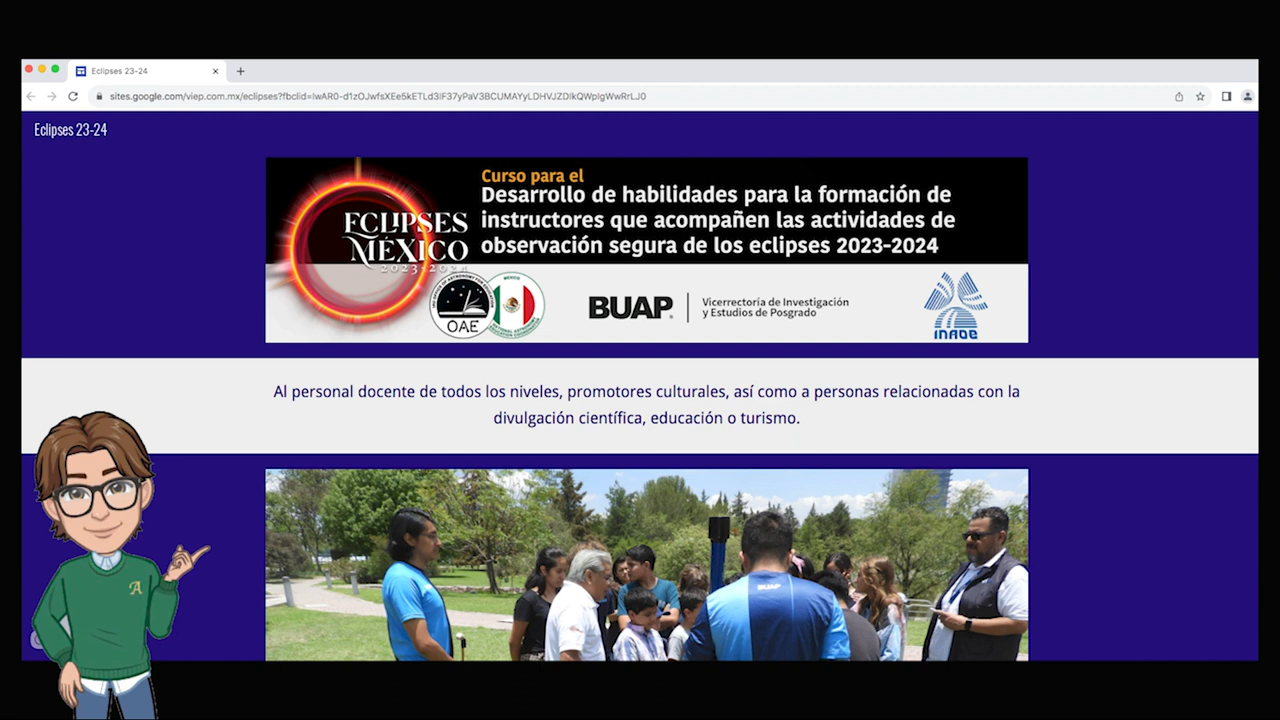 Eclipses 23-24
sites.google.com/viep.com.mx/eclipses?fbclid=IwAR0-d1zOJwfsXEe5kETLd3lF37yPaV3BCUMAYyLDHVJZDlkQWpIgWwRrLJ0
Eclipses 23-24
Curso para el
Desarrollo de habilidades para la formación de
instructores que acompañen las actividades de
observación segura de los eclipses 2023-2024
ECLIPSES
MÉXICO
2023-2024
OAE
MÉXICO
BUAP
Vicerrectoría de Investigación
y Estudios de Posgrado
INAOE
Al personal docente de todos los niveles, promotores culturales, así como a personas relacionadas con la
divulgación científica, educación o turismo.
BUAP
A